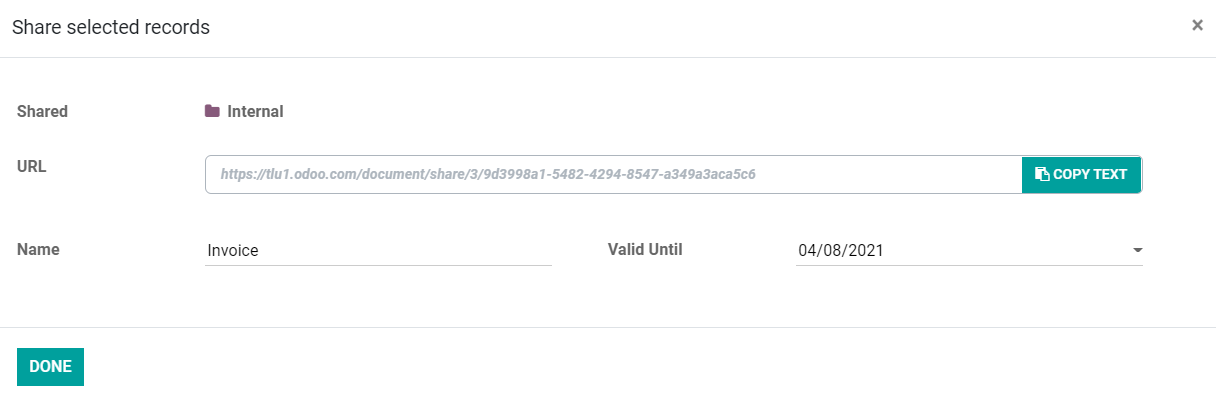 Share selected records ×
Shared Internal
URL https://tlu1.odoo.com/document/share/3/9d3998a1-5482-4294-8547-a349a3aca5c6 COPY TEXT
Name Invoice Valid Until 04/08/2021
DONE